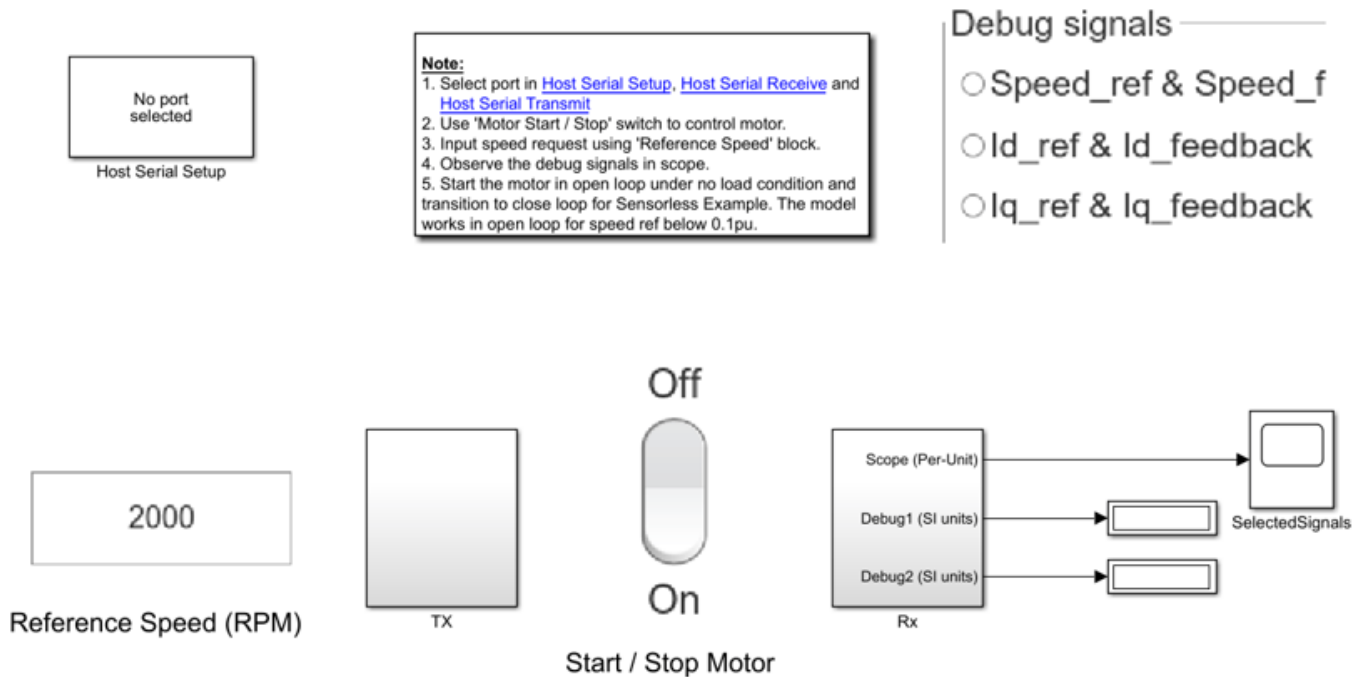 No port
selected
Host Serial Setup
Note:
1. Select port in Host Serial Setup, Host Serial Receive and
Host Serial Transmit
2. Use 'Motor Start / Stop' switch to control motor.
3. Input speed request using 'Reference Speed' block.
4. Observe the debug signals in scope.
5. Start the motor in open loop under no load condition and
transition to close loop for Sensorless Example. The model
works in open loop for speed ref below 0.1pu.
Debug signals
Speed_ref & Speed_f
Id_ref & Id_feedback
Iq_ref & Iq_feedback
2000
Reference Speed (RPM)
TX
Off
On
Start / Stop Motor
Scope (Per-Unit)
Debug1 (SI units)
Debug2 (SI units)
Rx
SelectedSignals